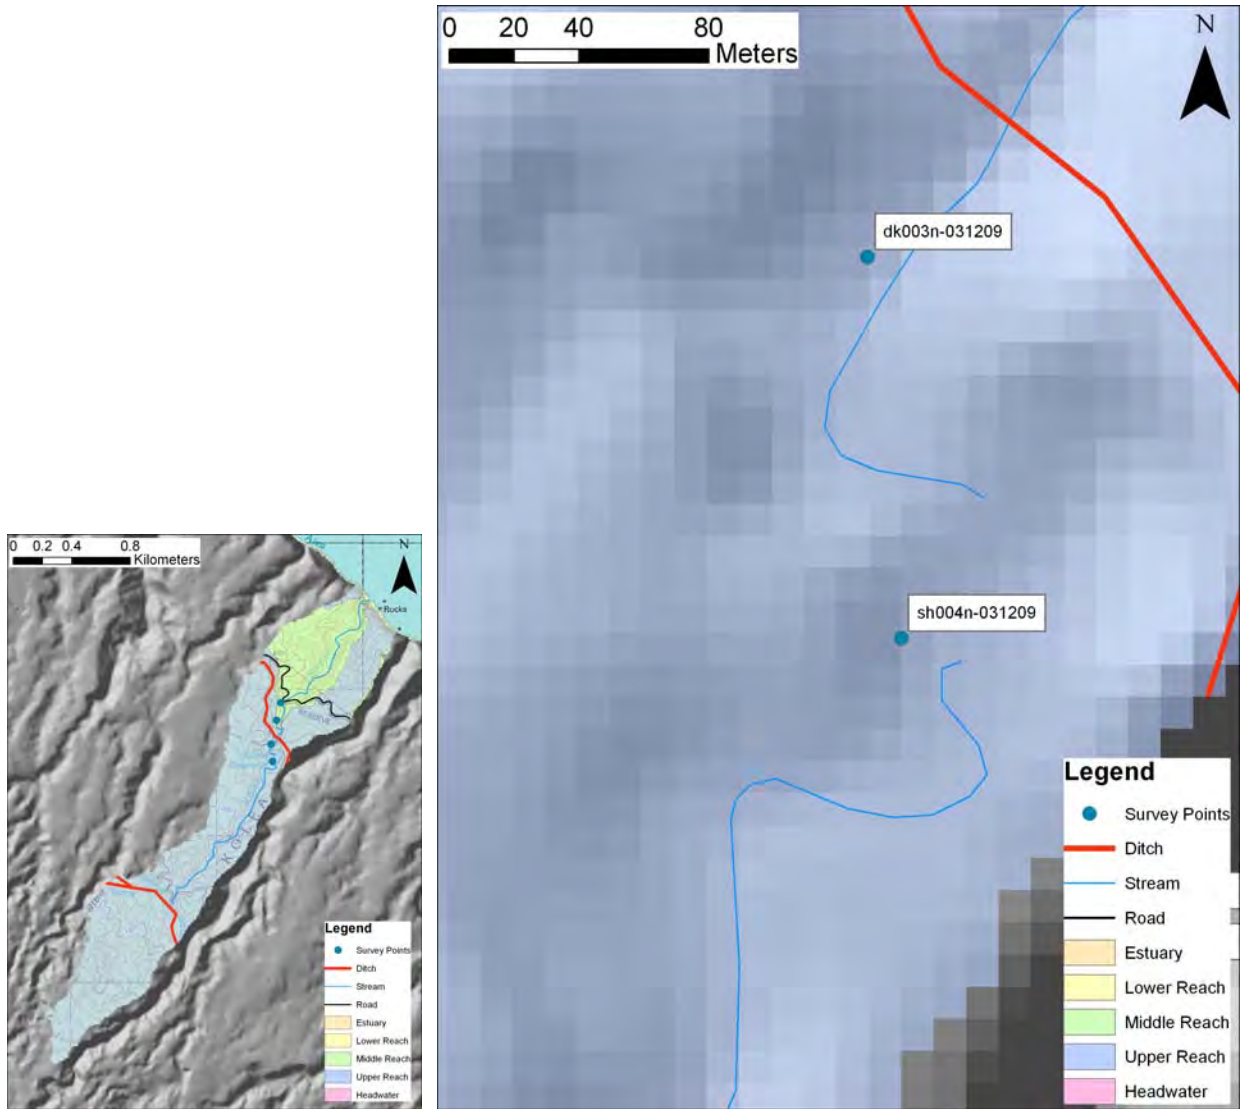 0 0.2 0.4 0.8
Kilometers
N
Rucks
KOLEA
Legend
Survey Points
Ditch
Stream
Road
Estuary
Lower Reach
Middle Reach
Upper Reach
Headwater
0 20 40 80
Meters
N
dk003n-031209
sh004n-031209
Legend
Survey Points
Ditch
Stream
Road
Estuary
Lower Reach
Middle Reach
Upper Reach
Headwater